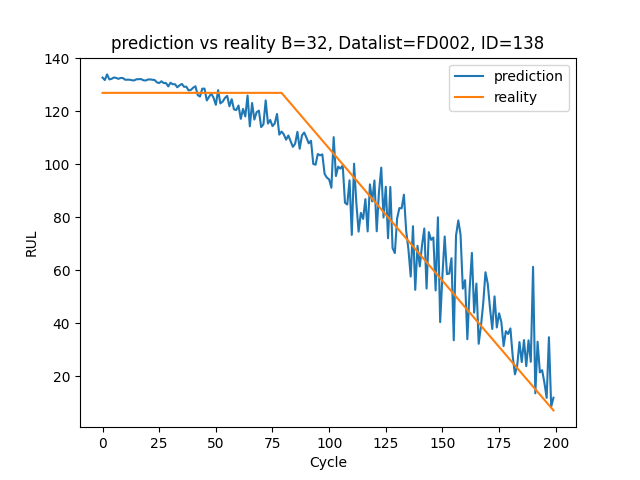 prediction vs reality B=32, Datalist=FD002, ID=138
prediction
reality
RUL
140
120
100
80
60
40
20
0 25 50 75 100 125 150 175 200
Cycle